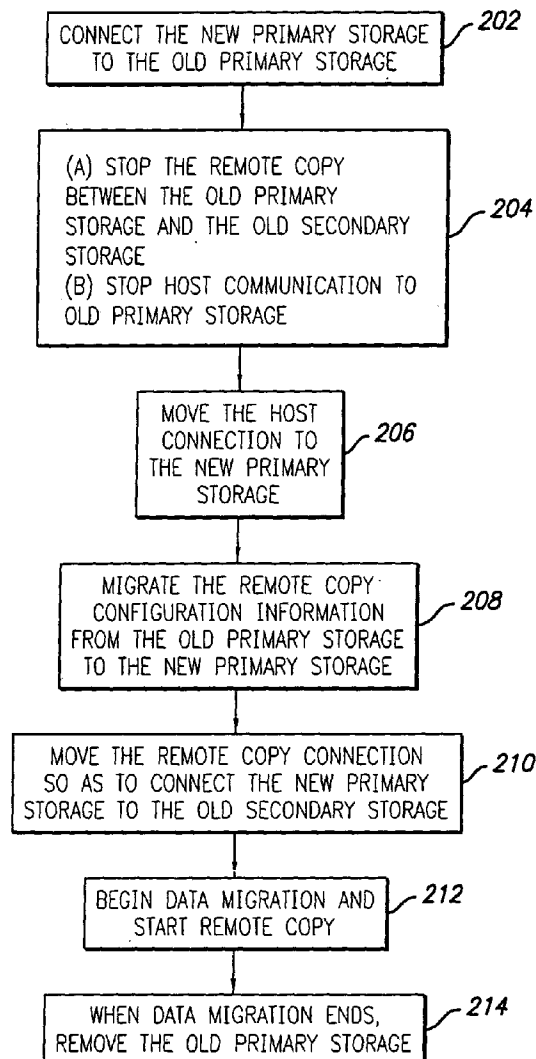 CONNECT THE NEW PRIMARY STORAGE
TO THE OLD PRIMARY STORAGE
202
(A) STOP THE REMOTE COPY
BETWEEN THE OLD PRIMARY
STORAGE AND THE OLD SECONDARY
STORAGE
(B) STOP HOST COMMUNICATION TO
OLD PRIMARY STORAGE
204
MOVE THE HOST
CONNECTION TO
THE NEW PRIMARY
STORAGE
206
MIGRATE THE REMOTE COPY
CONFIGURATION INFORMATION
FROM THE OLD PRIMARY STORAGE
TO THE NEW PRIMARY STORAGE
208
MOVE THE REMOTE COPY CONNECTION
SO AS TO CONNECT THE NEW PRIMARY
STORAGE TO THE OLD SECONDARY STORAGE
210
BEGIN DATA MIGRATION AND
START REMOTE COPY
212
WHEN DATA MIGRATION ENDS,
REMOVE THE OLD PRIMARY STORAGE
214